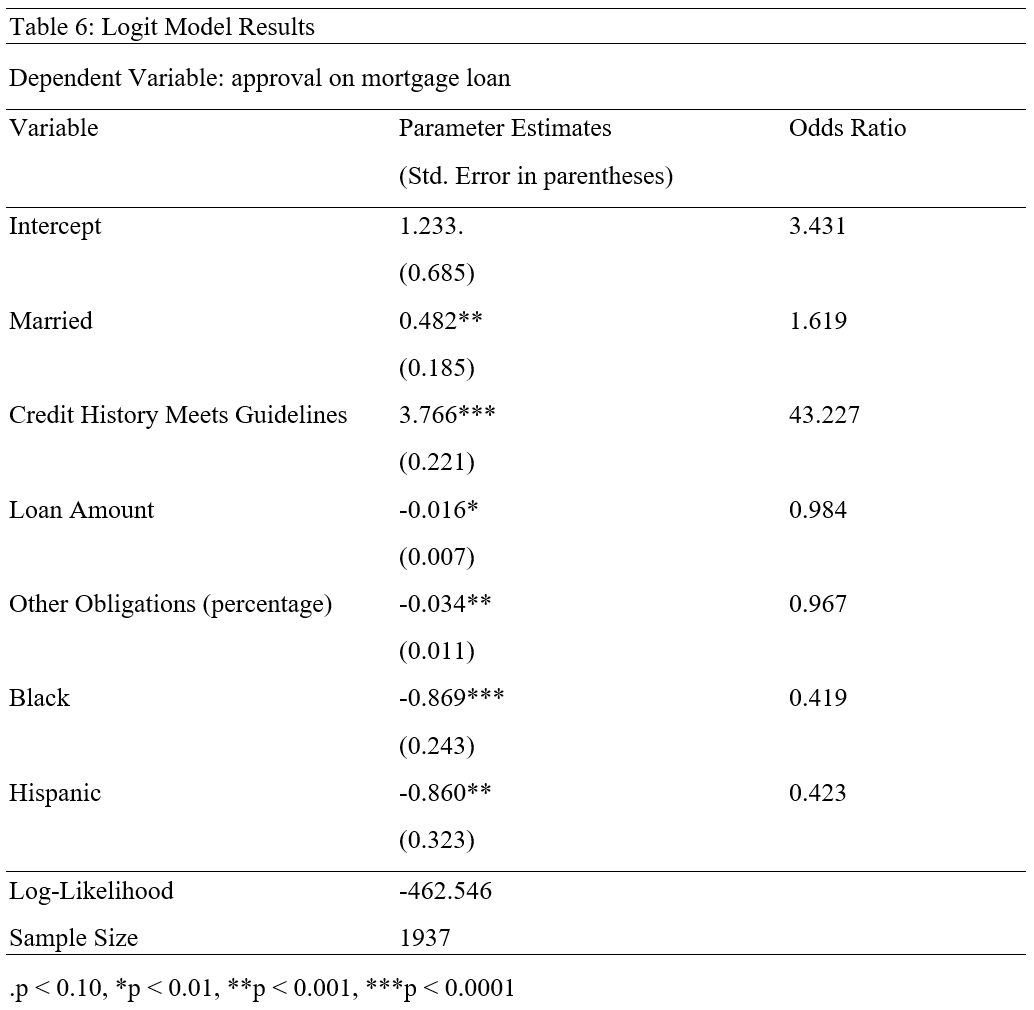 Table 6: Logit Model Results
Dependent Variable: approval on mortgage loan
Variable Parameter Estimates Odds Ratio
(Std. Error in parentheses)
Intercept 1.233. 3.431
(0.685)
Married 0.482** 1.619
(0.185)
Credit History Meets Guidelines 3.766*** 43.227
(0.221)
Loan Amount -0.016* 0.984
(0.007)
Other Obligations (percentage) -0.034** 0.967
(0.011)
Black -0.869*** 0.419
(0.243)
Hispanic -0.860** 0.423
(0.323)
Log-Likelihood -462.546
Sample Size 1937
.p < 0.10, *p < 0.01, **p < 0.001, ***p < 0.0001